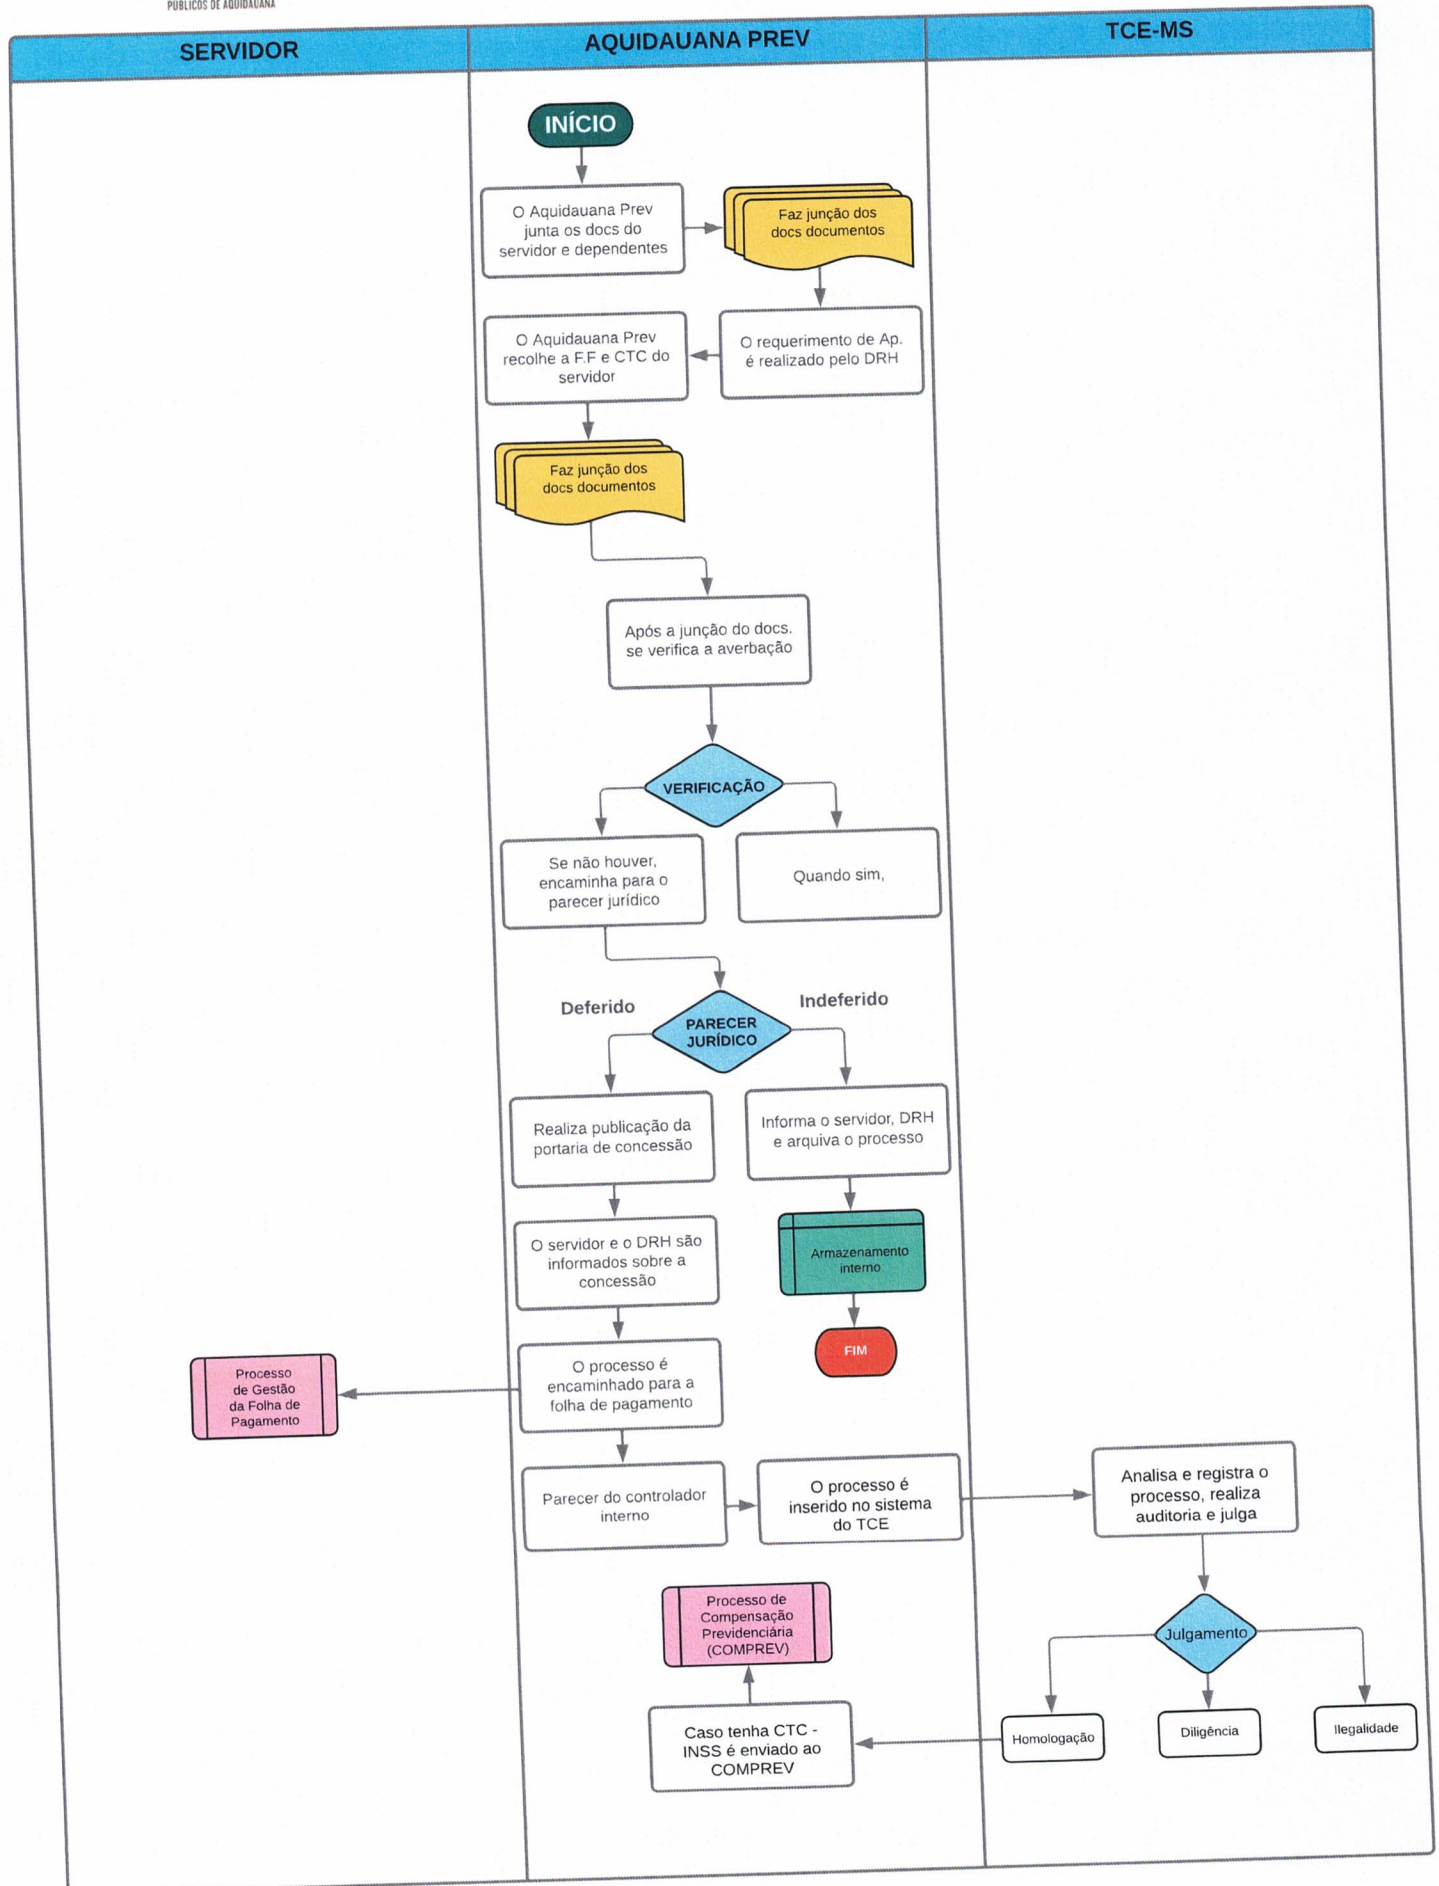 PÚBLICOS DE AQUIDAUANA
SERVIDOR
AQUIDAUANA PREV
TCE-MS
INÍCIO
O Aquidauana Prev
junta os docs do
servidor e dependentes
Faz junção dos
docs documentos
O Aquidauana Prev
recolhe a F.F e CTC do
servidor
O requerimento de Ap.
é realizado pelo DRH
Faz junção dos
docs documentos
Após a junção do docs.
se verifica a averbação
VERIFICAÇÃO
Se não houver,
encaminha para o
parecer jurídico
Quando sim,
Deferido
Indeferido
PARECER
JURÍDICO
Realiza publicação da
portaria de concessão
Informa o servidor, DRH
e arquiva o processo
O servidor e o DRH são
informados sobre a
concessão
Armazenamento
interno
FIM
Processo
de Gestão
da Folha de
Pagamento
O processo é
encaminhado para a
folha de pagamento
Parecer do controlador
interno
O processo é
inserido no sistema
do TCE
Analisa e registra o
processo, realiza
auditoria e julga
Processo de
Compensação
Previdenciária
(COMPREV)
Julgamento
Caso tenha CTC -
INSS é enviado ao
COMPREV
Homologação
Diligência
Ilegalidade